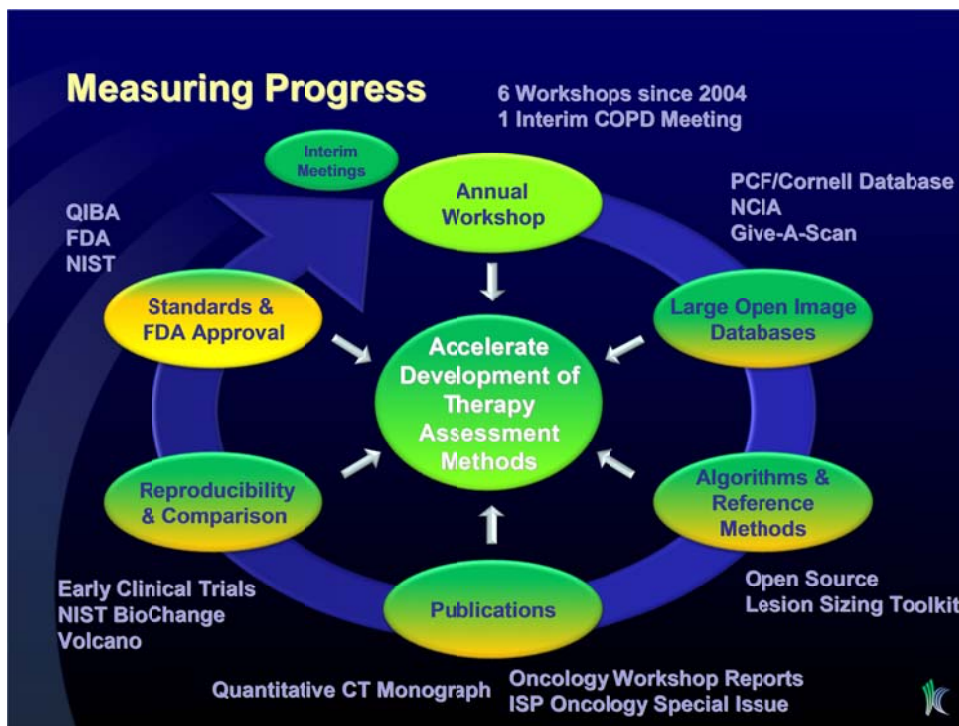 Measuring Progress
6 Workshops since 2004
1 Interim COPD Meeting
Interim
Meetings
Annual
Workshop
PCF/Cornell Database
NCIA
Give-A-Scan
QIBA
FDA
NIST
Standards &
FDA Approval
Large Open Image
Databases
Accelerate
Development of
Therapy
Assessment
Methods
Reproducibility
& Comparison
Algorithms &
Reference
Methods
Early Clinical Trials
NIST BioChange
Volcano
Publications
Open Source
Lesion Sizing Toolkit
Quantitative CT Monograph
Oncology Workshop Reports
ISP Oncology Special Issue